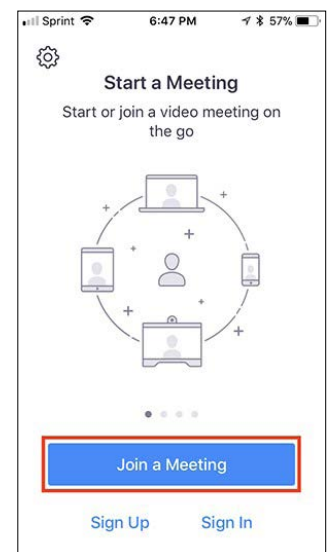 Sprint 6:47 PM 57%
Start a Meeting
Start or join a video meeting on
the go
Join a Meeting
Sign Up Sign In